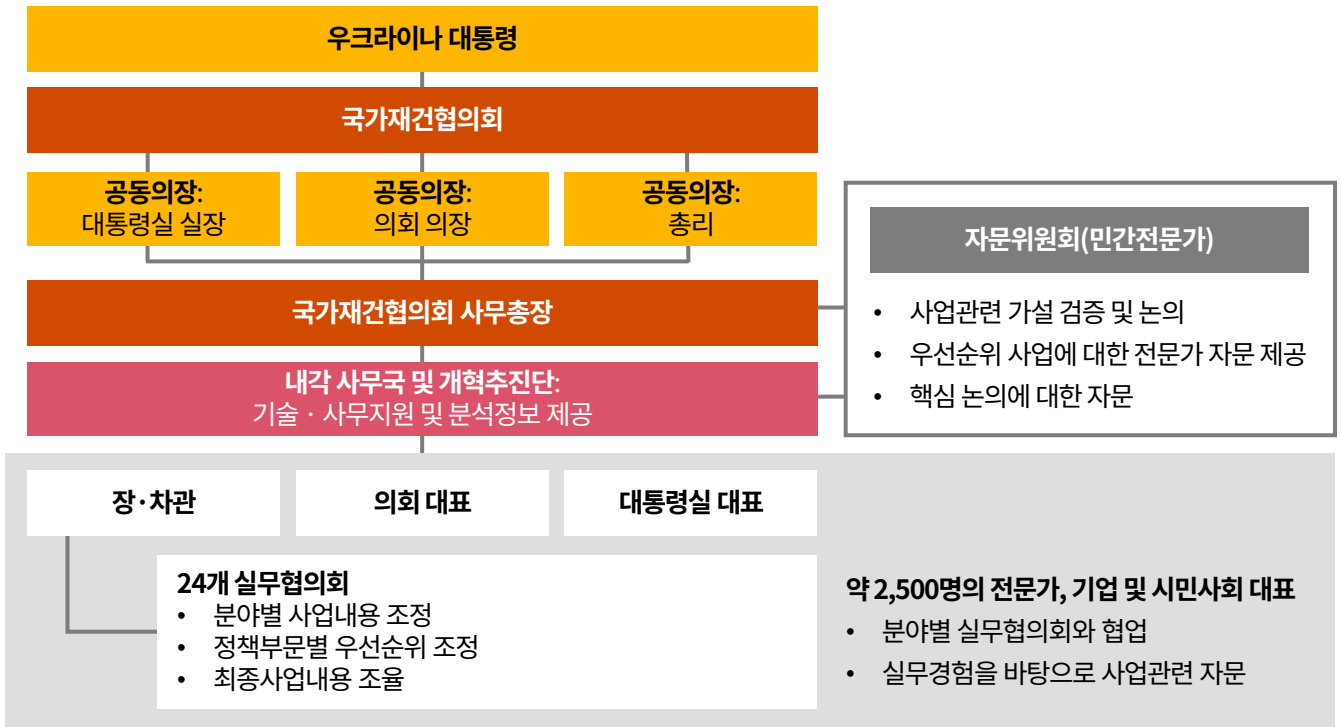 우크라이나 대통령
국가재건협의회
공동의장:
대통령실 실장
공동의장:
의회 의장
공동의장:
총리
국가재건협의회 사무총장
내각 사무국 및 개혁추진단:
기술 · 사무지원 및 분석정보 제공
자문위원회(민간전문가)
• 사업관련 가설 검증 및 논의
• 우선순위 사업에 대한 전문가 자문 제공
• 핵심 논의에 대한 자문
장·차관
의회 대표
대통령실 대표
24개 실무협의회
• 분야별 사업내용 조정
• 정책부문별 우선순위 조정
• 최종사업내용 조율
약 2,500명의 전문가, 기업 및 시민사회 대표
• 분야별 실무협의회와 협업
• 실무경험을 바탕으로 사업관련 자문